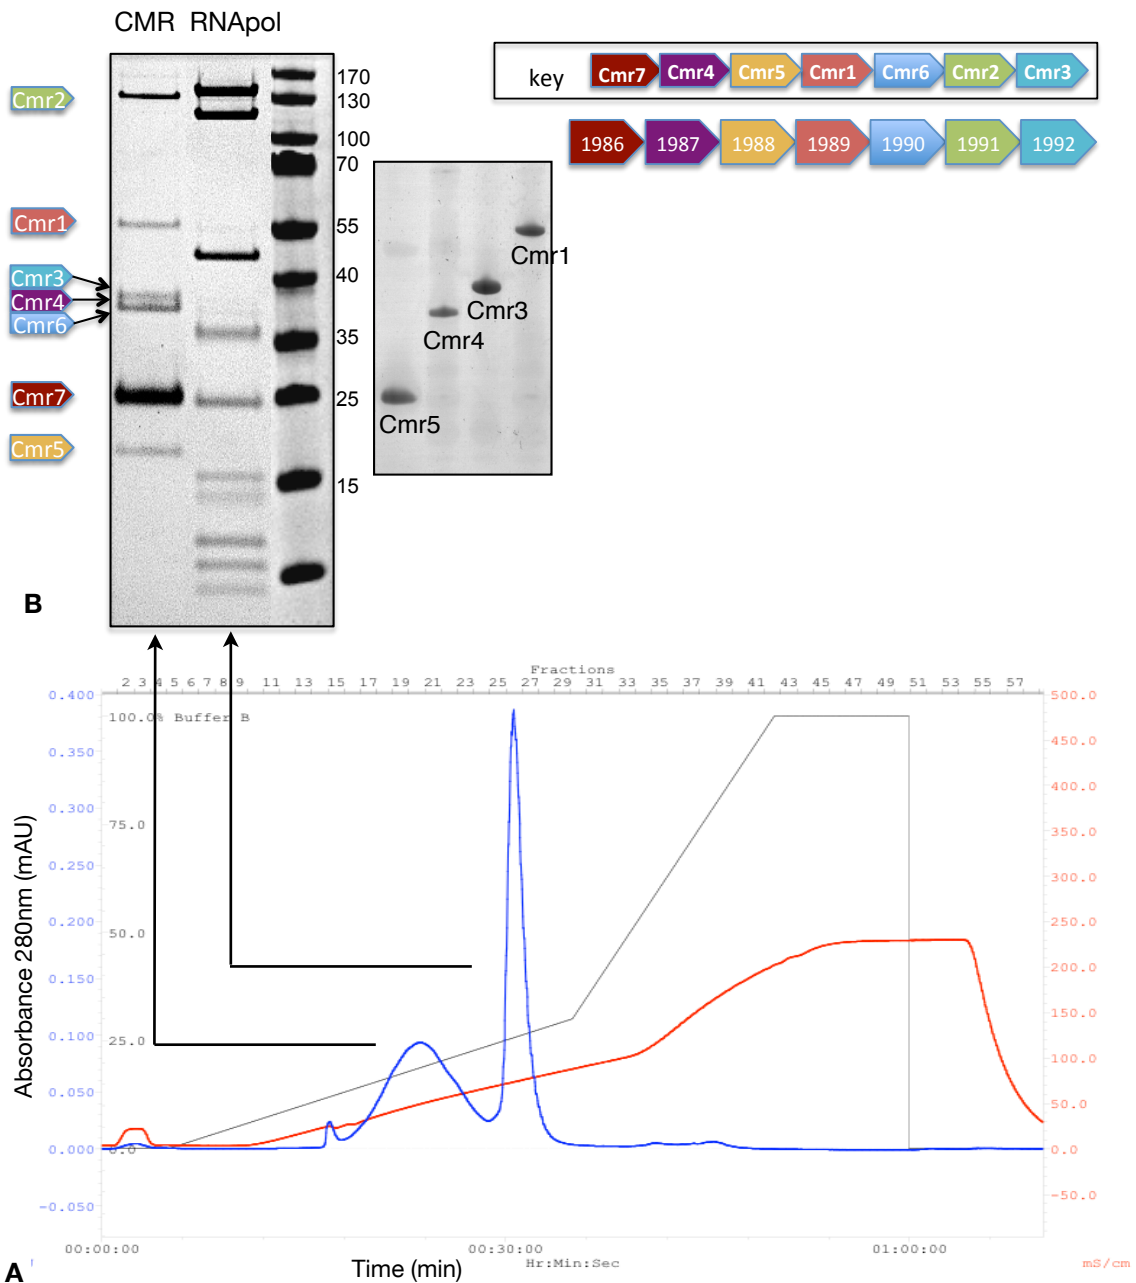 CMR RNApol
170
130
100
70
55
40
35
25
15
Cmr2
Cmr1
Cmr3
Cmr4
Cmr6
Cmr7
Cmr5
key Cmr7 Cmr4 Cmr5 Cmr1 Cmr6 Cmr2 Cmr3
1986 1987 1988 1989 1990 1991 1992
Cmr1
Cmr3
Cmr4
Cmr5
B
Fractions
2 3 4 5 6 7 8 9 11 13 15 17 19 21 23 25 27 29 31 33 35 37 39 41 43 45 47 49 51 53 55 57
0.400
0.350
0.300
0.250
0.200
0.150
0.100
0.050
0.000
-0.050
100.0% Buffer B
75.0
50.0
25.0
0.0
500.0
450.0
400.0
350.0
300.0
250.0
200.0
150.0
100.0
50.0
0.0
-50.0
Absorbance 280nm (mAU)
00:00:00 00:30:00 01:00:00
Time (min) Hr:Min:Sec mS/cm
A